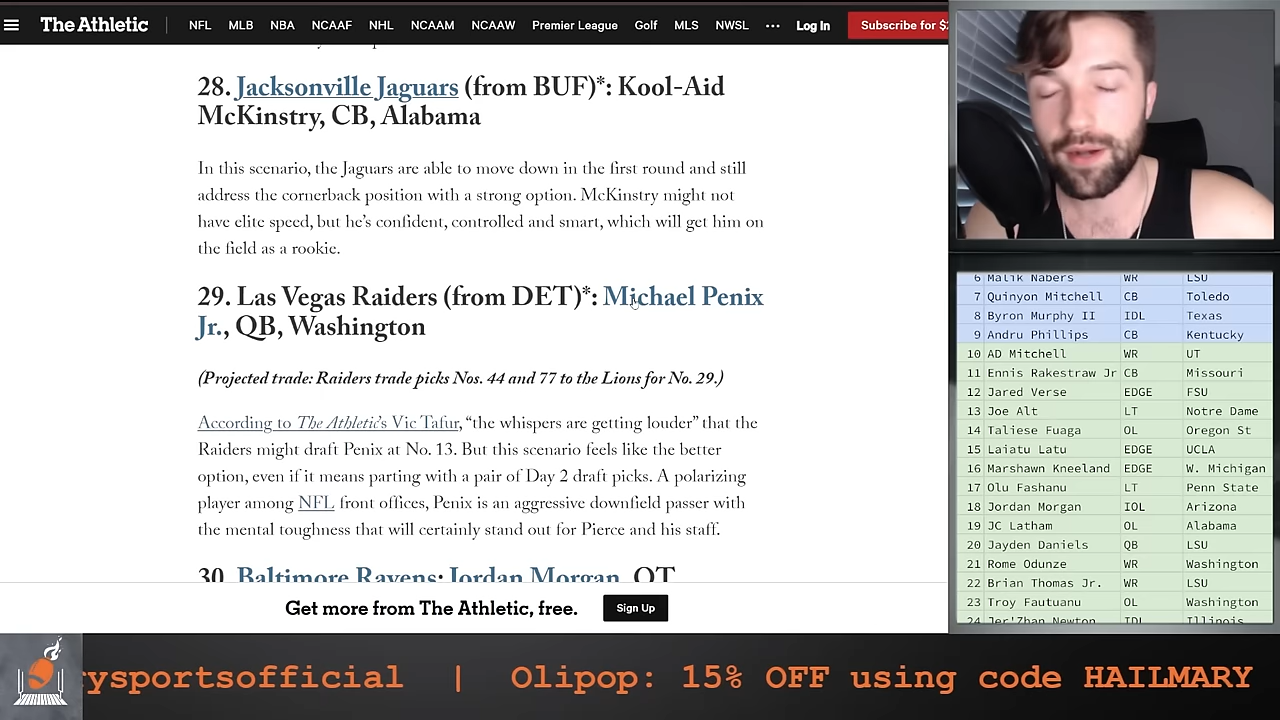 The Athletic
NFL
MLB
NBA
NCAAF
NHL
NCAAM
NCAAW
Premier League
Golf
MLS
NWSL
Log In
Subscribe for $
28. Jacksonville Jaguars (from BUF)*: Kool-Aid
McKinstry, CB, Alabama
In this scenario, the Jaguars are able to move down in the first round and still
address the cornerback position with a strong option. McKinstry might not
have elite speed, but he's confident, controlled and smart, which will get him on
the field as a rookie.
29. Las Vegas Raiders (from DET)*: Michael Penix
Jr., QB, Washington
(Projected trade: Raiders trade picks Nos. 44 and 77 to the Lions for No. 29.)
According to The Athletic's Vic Tafur, “the whispers are getting louder” that the
Raiders might draft Penix at No. 13. But this scenario feels like the better
option, even if it means parting with a pair of Day 2 draft picks. A polarizing
player among NFL front offices, Penix is an aggressive downfield passer with
the mental toughness that will certainly stand out for Pierce and his staff.
30. Baltimore Ravens: Jordan Morgan, OT
Get more from The Athletic, free.
Sign Up
6 Malik Nabers WR LSU
7 Quinyon Mitchell CB Toledo
8 Byron Murphy II IDL Texas
9 Andru Phillips CB Kentucky
10 AD Mitchell WR UT
11 Ennis Rakestraw Jr CB Missouri
12 Jared Verse EDGE FSU
13 Joe Alt LT Notre Dame
14 Taliese Fuaga OL Oregon St
15 Laiatu Latu EDGE UCLA
16 Marshawn Kneeland EDGE W. Michigan
17 Olu Fashanu LT Penn State
18 Jordan Morgan IOL Arizona
19 JC Latham OL Alabama
20 Jayden Daniels QB LSU
21 Rome Odunze WR Washington
22 Brian Thomas Jr. WR LSU
23 Troy Fautuanu OL Washington
24 Jer'Zhan Newton IDL Illinois
rysportsofficial | Olipop: 15% OFF using code HAILMARY